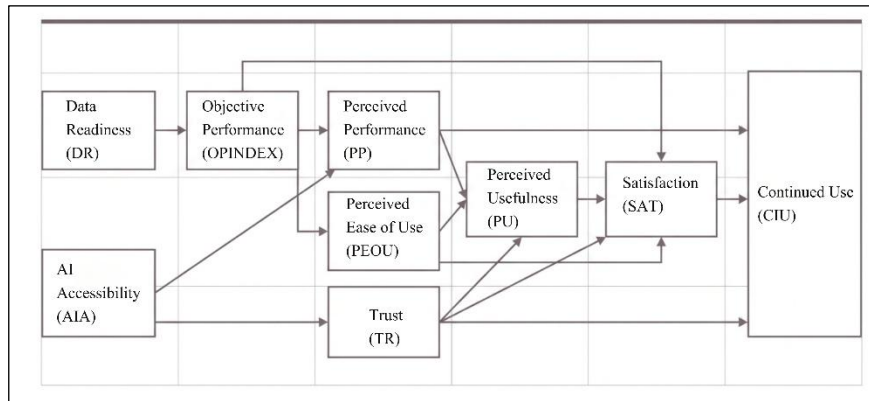 Data
Readiness
(DR)
Objective
Performance
(OPINDEX)
Perceived
Performance
(PP)
Perceived
Ease of Use
(PEOU)
Perceived
Usefulness
(PU)
Satisfaction
(SAT)
Continued Use
(CIU)
AI
Accessibility
(AIA)
Trust
(TR)